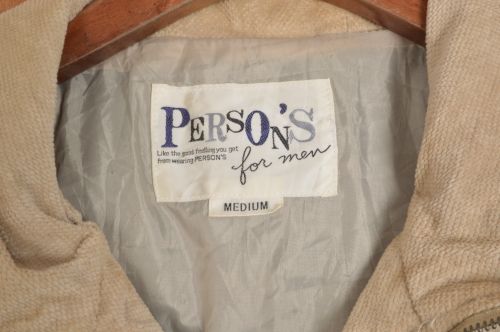 PERSON'S
Like the good feeling you get
from wearing PERSON'S
for men
MEDIUM